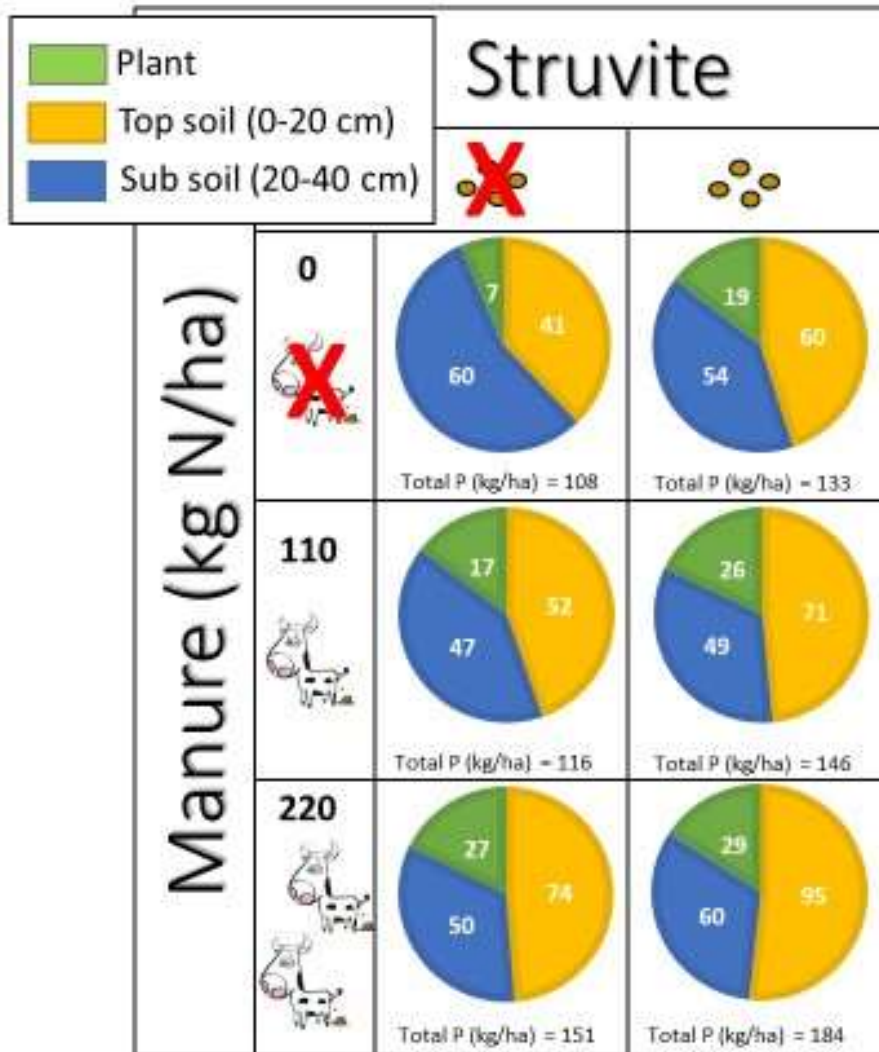 Plant
Top soil (0-20 cm)
Sub soil (20-40 cm)
Struvite
X
Manure (kg N/ha)
0
X
7
41
60
Total P (kg/ha) = 108
19
60
54
Total P (kg/ha) = 133
110
17
52
47
Total P (kg/ha) = 116
26
71
49
Total P (kg/ha) = 146
220
27
74
50
Total P (kg/ha) = 151
29
95
60
Total P (kg/ha) = 184